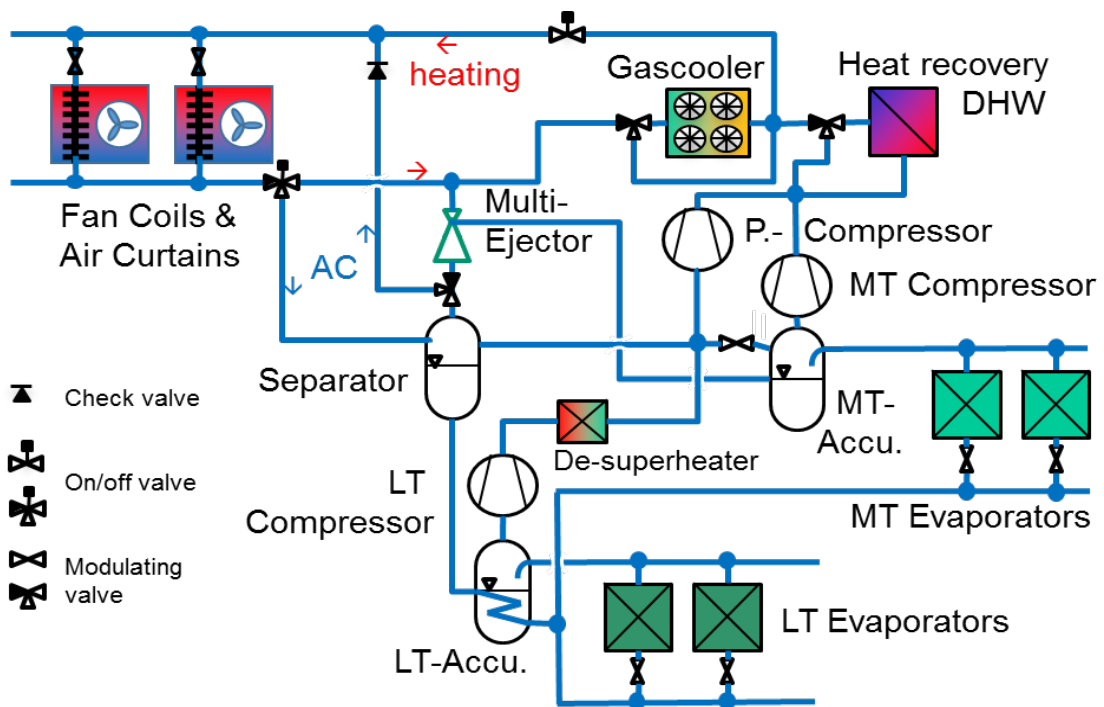 heating
Gascooler
Heat recovery
DHW
Fan Coils &
Air Curtains
Multi-
Ejector
AC
P.- Compressor
MT Compressor
Separator
MT-
Accu.
Check valve
De-superheater
On/off valve
LT
Compressor
MT Evaporators
Modulating
valve
LT Evaporators
LT-Accu.